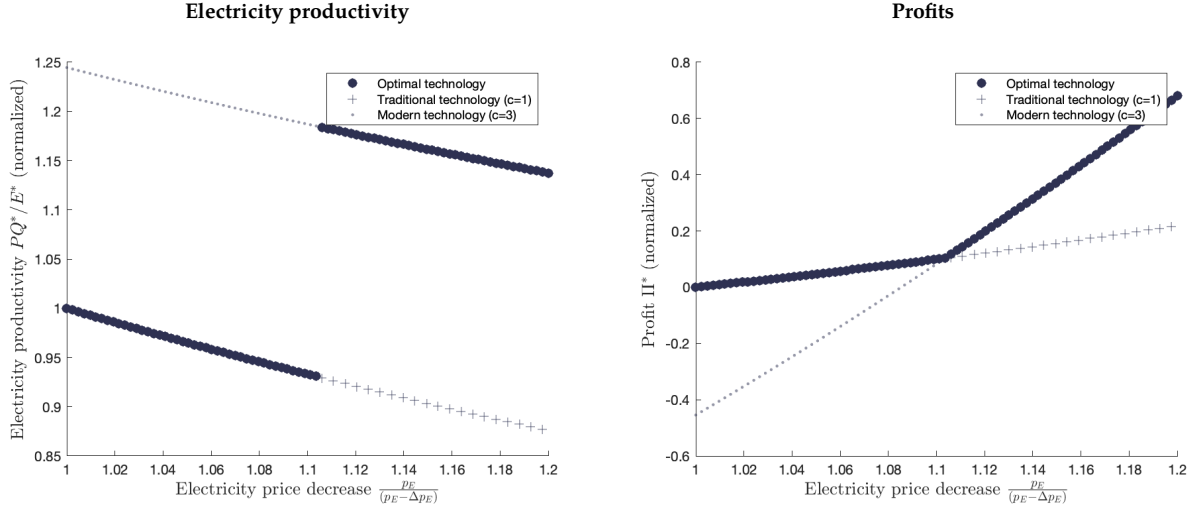 Electricity productivity
Electricity productivity PQ*/E* (normalized)
1.25
1.2
1.15
1.1
1.05
1
0.95
0.9
0.85
Optimal technology
Traditional technology (c=1)
Modern technology (c=3)
1 1.02 1.04 1.06 1.08 1.1 1.12 1.14 1.16 1.18 1.2
Electricity price decrease p_E/(p_E−Δp_E)
Profits
Profit Π* (normalized)
0.8
0.6
0.4
0.2
0
-0.2
-0.4
-0.6
Optimal technology
Traditional technology (c=1)
Modern technology (c=3)
1 1.02 1.04 1.06 1.08 1.1 1.12 1.14 1.16 1.18 1.2
Electricity price decrease p_E/(p_E−Δp_E)